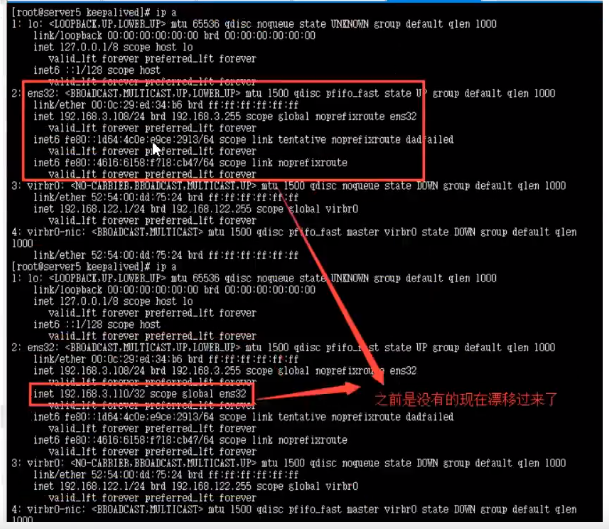 [root@server5 keepalived]# ip a
1: lo: <LOOPBACK,UP,LOWER_UP> mtu 65536 qdisc noqueue state UNKNOWN group default qlen 1000
link/loopback 00:00:00:00:00:00 brd 00:00:00:00:00:00
inet 127.0.0.1/8 scope host lo
valid_lft forever preferred_lft forever
inet6 ::1/128 scope host
valid_lft forever preferred_lft forever
2: ens32: <BROADCAST,MULTICAST,UP,LOWER_UP> mtu 1500 qdisc pfifo_fast state UP group default qlen 1000
link/ether 00:0c:29:ed:34:b6 brd ff:ff:ff:ff:ff:ff
inet 192.168.3.108/24 brd 192.168.3.255 scope global noprefixroute ens32
valid_lft forever preferred_lft forever
inet6 fe80::1d64:4c0e:e9ce:2913/64 scope link tentative noprefixroute dadfailed
valid_lft forever preferred_lft forever
inet6 fe80::4616:6158:f718:cb47/64 scope link noprefixroute
valid_lft forever preferred_lft forever
3: virbr0: <NO-CARRIER,BROADCAST,MULTICAST,UP> mtu 1500 qdisc noqueue state DOWN group default qlen 1000
link/ether 52:54:00:dd:75:24 brd ff:ff:ff:ff:ff:ff
inet 192.168.122.1/24 brd 192.168.122.255 scope global virbr0
valid_lft forever preferred_lft forever
4: virbr0-nic: <BROADCAST,MULTICAST> mtu 1500 qdisc pfifo_fast master virbr0 state DOWN group default qlen
1000
link/ether 52:54:00:dd:75:24 brd ff:ff:ff:ff:ff:ff
[root@server5 keepalived]# ip a
1: lo: <LOOPBACK,UP,LOWER_UP> mtu 65536 qdisc noqueue state UNKNOWN group default qlen 1000
link/loopback 00:00:00:00:00:00 brd 00:00:00:00:00:00
inet 127.0.0.1/8 scope host lo
valid_lft forever preferred_lft forever
inet6 ::1/128 scope host
valid_lft forever preferred_lft forever
2: ens32: <BROADCAST,MULTICAST,UP,LOWER_UP> mtu 1500 qdisc pfifo_fast state UP group default qlen 1000
link/ether 00:0c:29:ed:34:b6 brd ff:ff:ff:ff:ff:ff
inet 192.168.3.108/24 brd 192.168.3.255 scope global noprefixroute ens32
valid_lft forever preferred_lft forever
inet 192.168.3.110/32 scope global ens32
之前是没有的现在漂移过来了
valid_lft forever preferred_lft forever
inet6 fe80::1d64:4c0e:e9ce:2913/64 scope link tentative noprefixroute dadfailed
valid_lft forever preferred_lft forever
inet6 fe80::4616:6158:f718:cb47/64 scope link noprefixroute
valid_lft forever preferred_lft forever
3: virbr0: <NO-CARRIER,BROADCAST,MULTICAST,UP> mtu 1500 qdisc noqueue state DOWN group default qlen 1000
link/ether 52:54:00:dd:75:24 brd ff:ff:ff:ff:ff:ff
inet 192.168.122.1/24 brd 192.168.122.255 scope global virbr0
valid_lft forever preferred_lft forever
4: virbr0-nic: <BROADCAST,MULTICAST> mtu 1500 qdisc pfifo_fast master virbr0 state DOWN group default qlen
1000